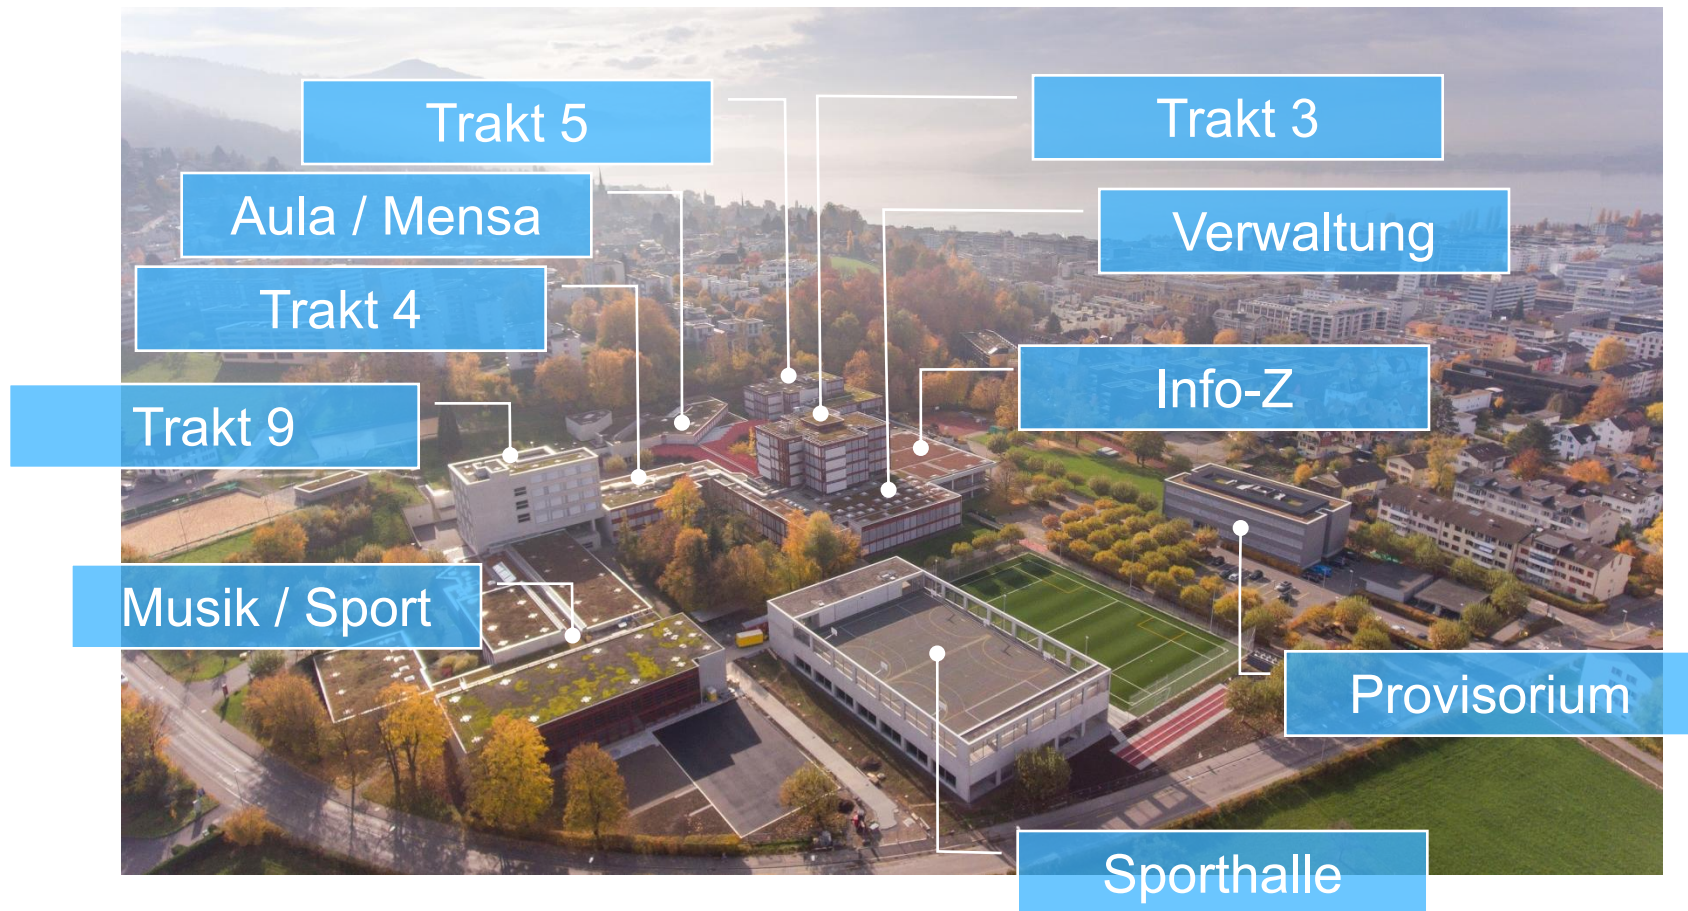 Trakt 5
Trakt 3
Aula / Mensa
Verwaltung
Trakt 4
Info-Z
Trakt 9
Musik / Sport
Provisorium
Sporthalle